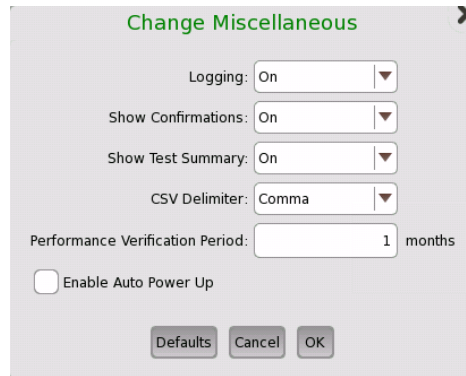 Change Miscellaneous
Logging: On
Show Confirmations: On
Show Test Summary: On
CSV Delimiter: Comma
Performance Verification Period: 1 months
Enable Auto Power Up
Defaults Cancel OK